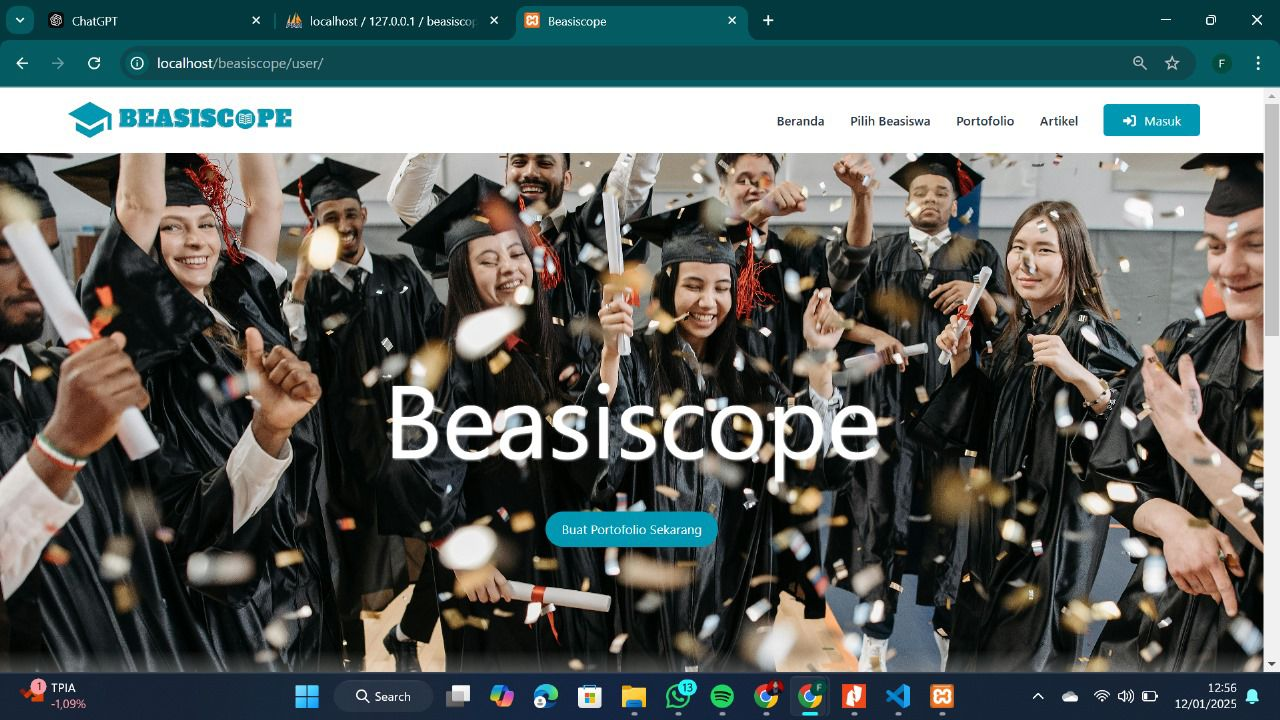 ChatGPT
localhost / 127.0.0.1 / beasiscop
Beasiscope
localhost/beasiscope/user/
F
BEASISCOPE
Beranda
Pilih Beasiswa
Portofolio
Artikel
Masuk
Beasiscope
Buat Portofolio Sekarang
1
TPIA
-1,09%
Search
13
F
12:56
12/01/2025